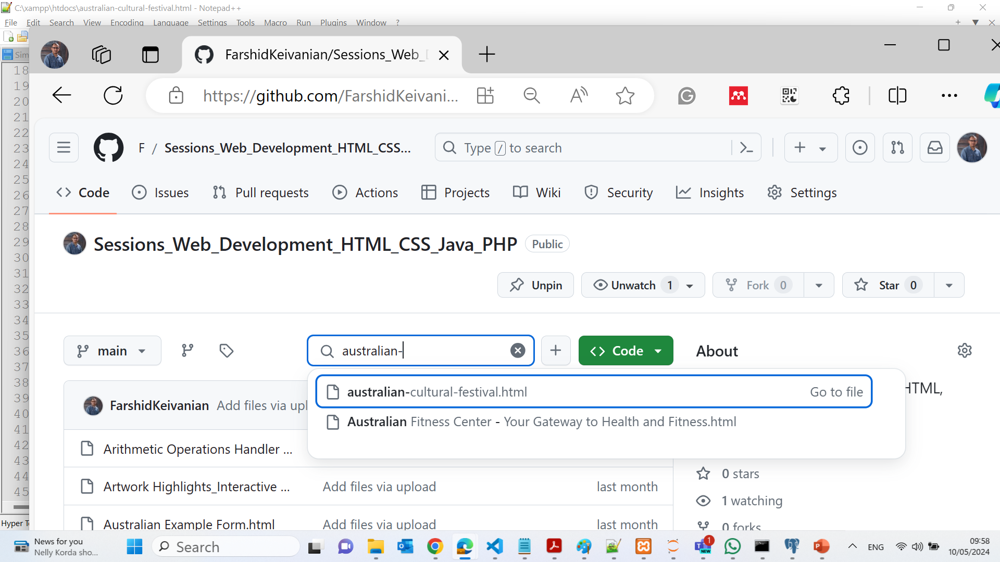 C:\xampp\htdocs\australian-cultural-festival.html - Notepad++
File Edit Search View Encoding Language Settings Tools Macro Run Plugins Window ?
FarshidKeivanian/Sessions_Web_
https://github.com/FarshidKeivani...
F / Sessions_Web_Development_HTML_CSS...
Type / to search
Code Issues Pull requests Actions Projects Wiki Security Insights Settings
Sessions_Web_Development_HTML_CSS_Java_PHP Public
Unpin Unwatch 1 Fork 0 Star 0
main australian- Code About
australian-cultural-festival.html Go to file
HTML,
FarshidKeivanian Add files via upl
Australian Fitness Center - Your Gateway to Health and Fitness.html
Arithmetic Operations Handler ...
0 stars
Artwork Highlights_Interactive ... Add files via upload last month
1 watching
Australian Example Form.html Add files via upload last month
0 forks
Sim
18
19
20
21
22
23
24
25
26
27
28
29
30
31
32
33
34
35
36
37
38
39
40
41
42
43
44
45
Hyper Te
News for you
Nelly Korda sho...
Search
1
NEW
ENG
09:58
10/05/2024